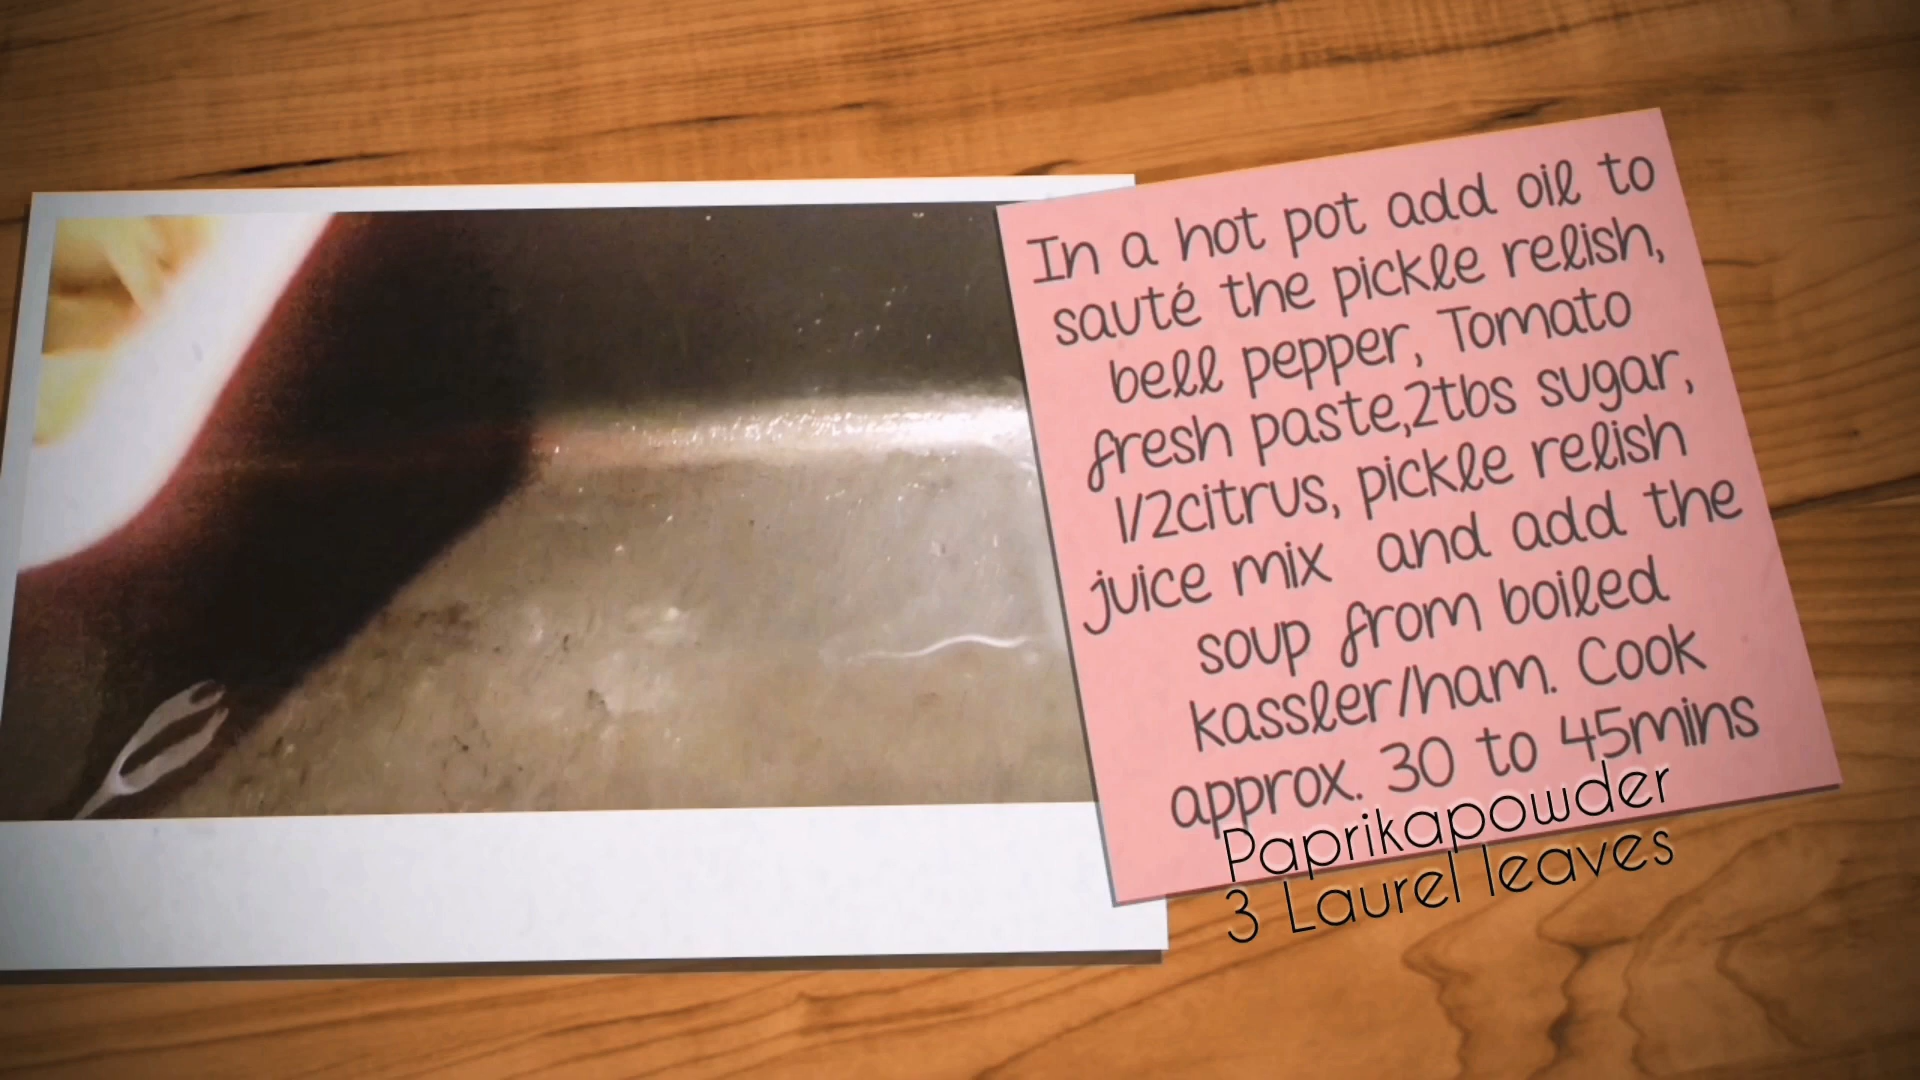 In a hot pot add oil to
sauté the pickle relish,
bell pepper, Tomato
fresh paste,2tbs sugar,
1/2citrus, pickle relish
juice mix and add the
soup from boiled
kassler/ham. Cook
approx. 30 to 45mins
Paprikapowder
3 Laurel leaves